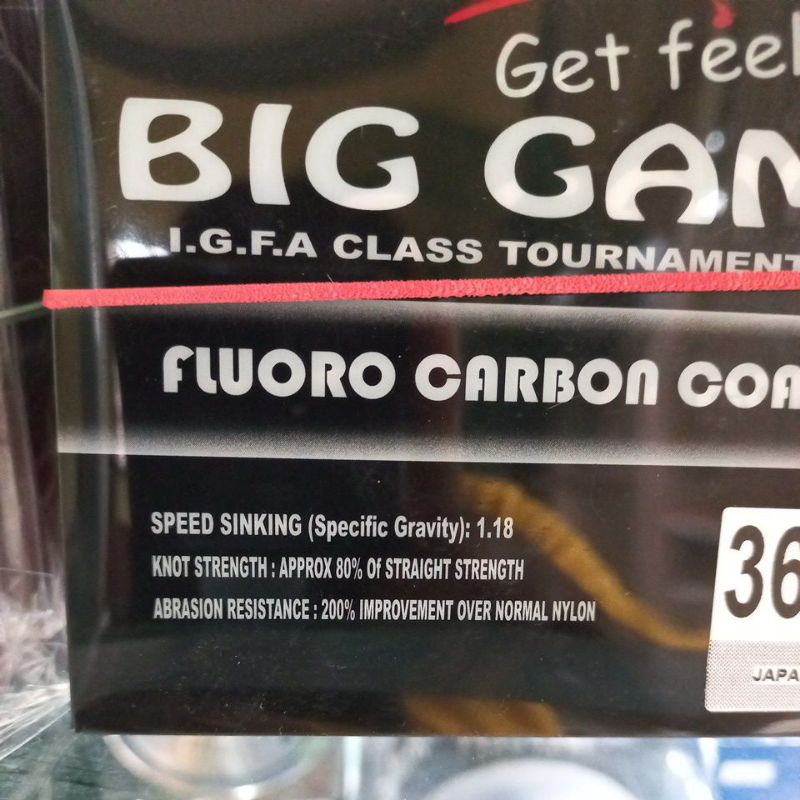 Get feel
BIG GAM
I.G.F.A CLASS TOURNAMENT
FLUORO CARBON COA
SPEED SINKING (Specific Gravity): 1.18
KNOT STRENGTH : APPROX 80% OF STRAIGHT STRENGTH
ABRASION RESISTANCE : 200% IMPROVEMENT OVER NORMAL NYLON
36
JAPA